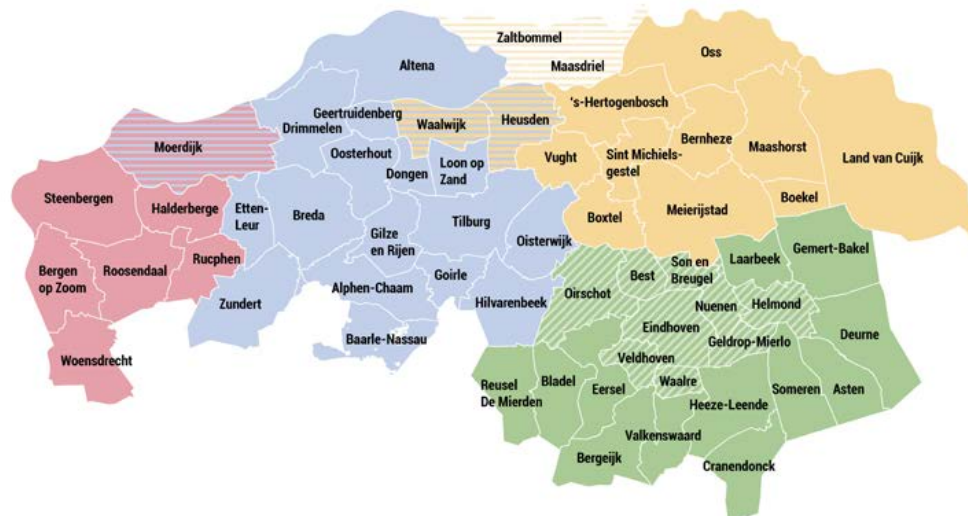 Zaltbommel
Maasdriel
Altena
Oss
Geertruidenberg
Drimmelen
Waalwijk
Heusden
's-Hertogenbosch
Moerdijk
Oosterhout
Dongen
Loon op
Zand
Vught
Sint Michiels-
gestel
Bernheze
Maashorst
Land van Cuijk
Steenbergen
Halderberge
Etten-
Leur
Breda
Gilze
en Rijen
Tilburg
Oisterwijk
Boxtel
Meierijstad
Boekel
Bergen
op Zoom
Roosendaal
Rucphen
Zundert
Alphen-Chaam
Goirle
Hilvarenbeek
Baarle-Nassau
Woensdrecht
Oirschot
Best
Son en
Breugel
Laarbeek
Gemert-Bakel
Nuenen
Helmond
Eindhoven
Geldrop-Mierlo
Deurne
Veldhoven
Waalre
Reusel
De Mierden
Bladel
Eersel
Heeze-Leende
Someren
Asten
Valkenswaard
Bergeijk
Cranendonck